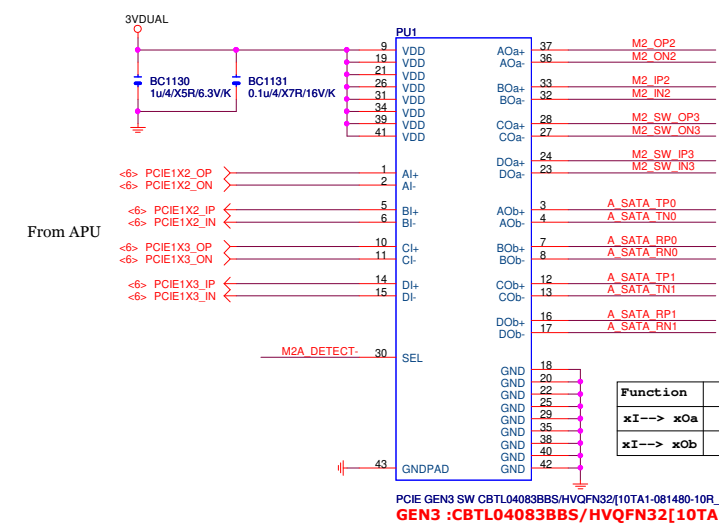 3VDUAL
PU1
BC1130
1u/4/X5R/6.3V/K
BC1131
0.1u/4/X7R/16V/K
9 VDD
19 VDD
21 VDD
26 VDD
31 VDD
34 VDD
39 VDD
41 VDD
AOa+ 37 M2_OP2
AOa- 36 M2_ON2
BOa+ 33 M2_IP2
BOa- 32 M2_IN2
COa+ 28 M2_SW_OP3
COa- 27 M2_SW_ON3
DOa+ 24 M2_SW_IP3
DOa- 23 M2_SW_IN3
From APU
<6> PCIE1X2_OP 1 AI+
<6> PCIE1X2_ON 2 AI-
<6> PCIE1X2_IP 5 BI+
<6> PCIE1X2_IN 6 BI-
<6> PCIE1X3_OP 10 CI+
<6> PCIE1X3_ON 11 CI-
<6> PCIE1X3_IP 14 DI+
<6> PCIE1X3_IN 15 DI-
AOb+ 3 A_SATA_TP0
AOb- 4 A_SATA_TN0
BOb+ 7 A_SATA_RP0
BOb- 8 A_SATA_RN0
COb+ 12 A_SATA_TP1
COb- 13 A_SATA_TN1
DOb+ 16 A_SATA_RP1
DOb- 17 A_SATA_RN1
M2A_DETECT- 30 SEL
GND 18
GND 20
GND 22
GND 25
GND 29
GND 35
GND 38
GND 40
GND 42
43 GNDPAD
Function
xI--> xOa
xI--> xOb
PCIE GEN3 SW CBTL04083BBS/HVQFN32/[10TA1-081480-10R_
GEN3 :CBTL04083BBS/HVQFN32[10TA